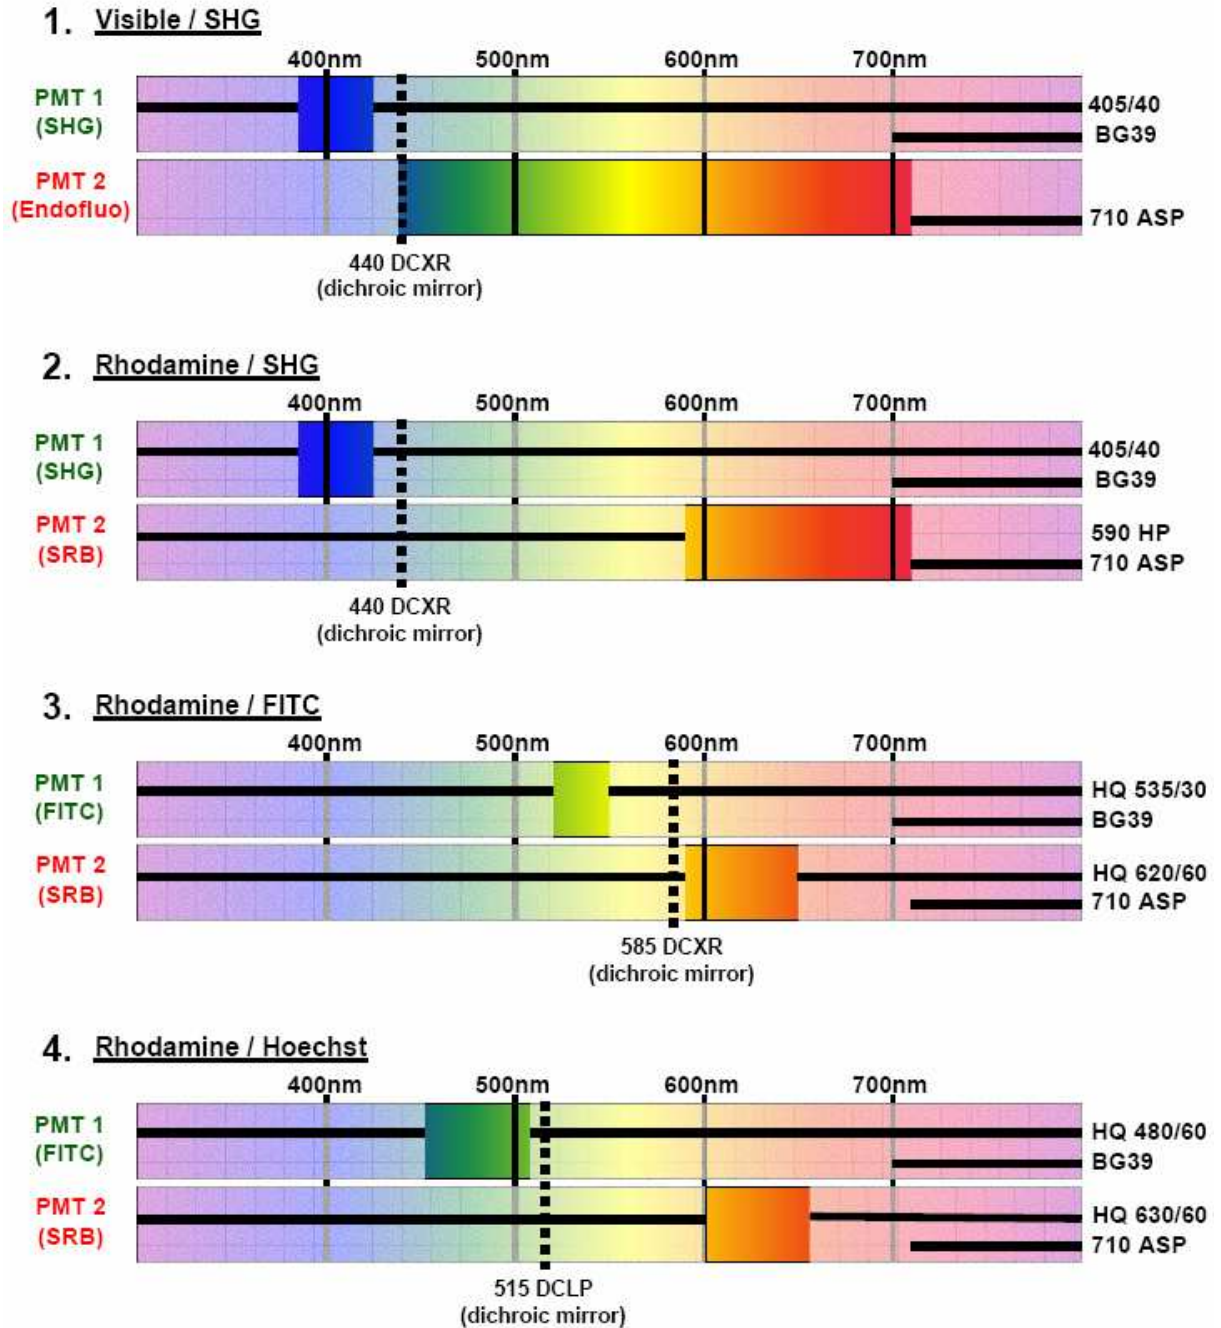 1. Visible / SHG
400nm 500nm 600nm 700nm
PMT 1
(SHG)
405/40
BG39
PMT 2
(Endofluo)
710 ASP
440 DCXR
(dichroic mirror)
2. Rhodamine / SHG
400nm 500nm 600nm 700nm
PMT 1
(SHG)
405/40
BG39
PMT 2
(SRB)
590 HP
710 ASP
440 DCXR
(dichroic mirror)
3. Rhodamine / FITC
400nm 500nm 600nm 700nm
PMT 1
(FITC)
HQ 535/30
BG39
PMT 2
(SRB)
HQ 620/60
710 ASP
585 DCXR
(dichroic mirror)
4. Rhodamine / Hoechst
400nm 500nm 600nm 700nm
PMT 1
(FITC)
HQ 480/60
BG39
PMT 2
(SRB)
HQ 630/60
710 ASP
515 DCLP
(dichroic mirror)